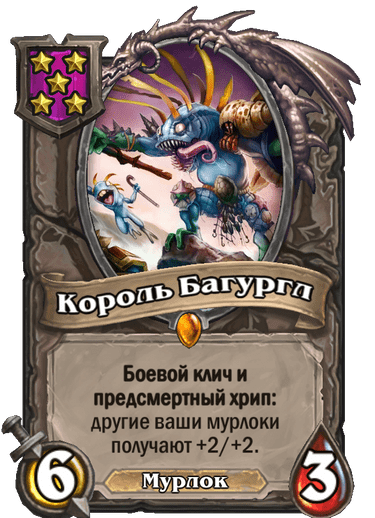 Король Багургл
Боевой клич и
предсмертный хрип:
другие ваши мурлоки
получают +2/+2.
6
Мурлок
3